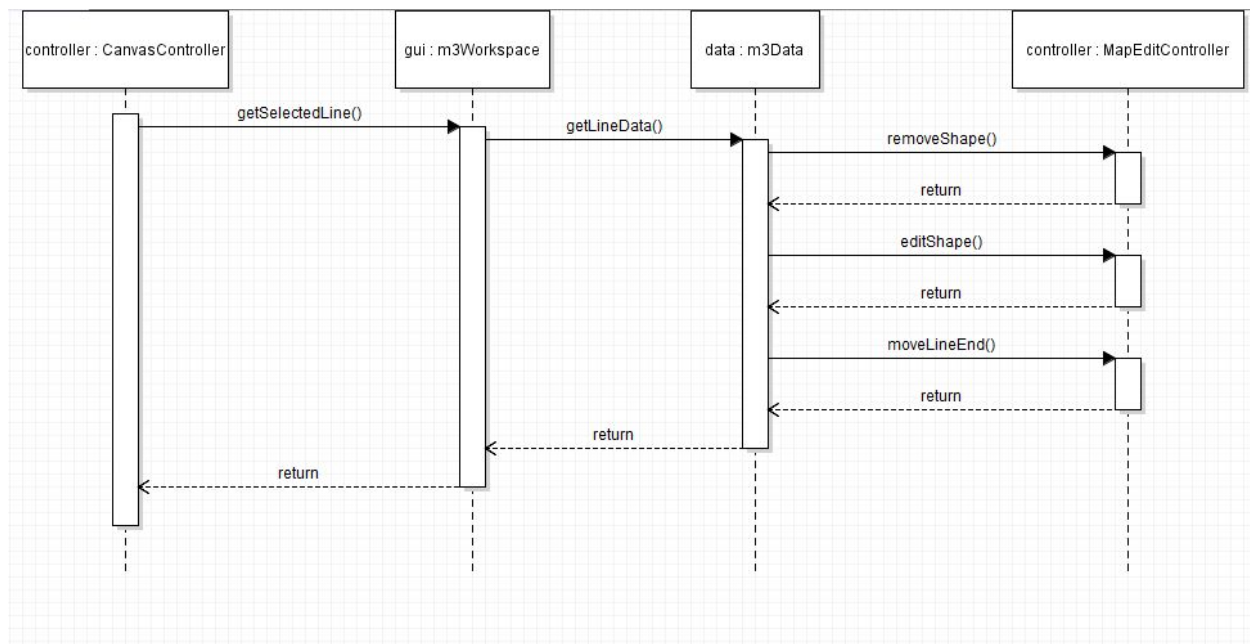 controller : CanvasController
gui : m3Workspace
data : m3Data
controller : MapEditController
getSelectedLine()
getLineData()
removeShape()
return
editShape()
return
moveLineEnd()
return
return
return